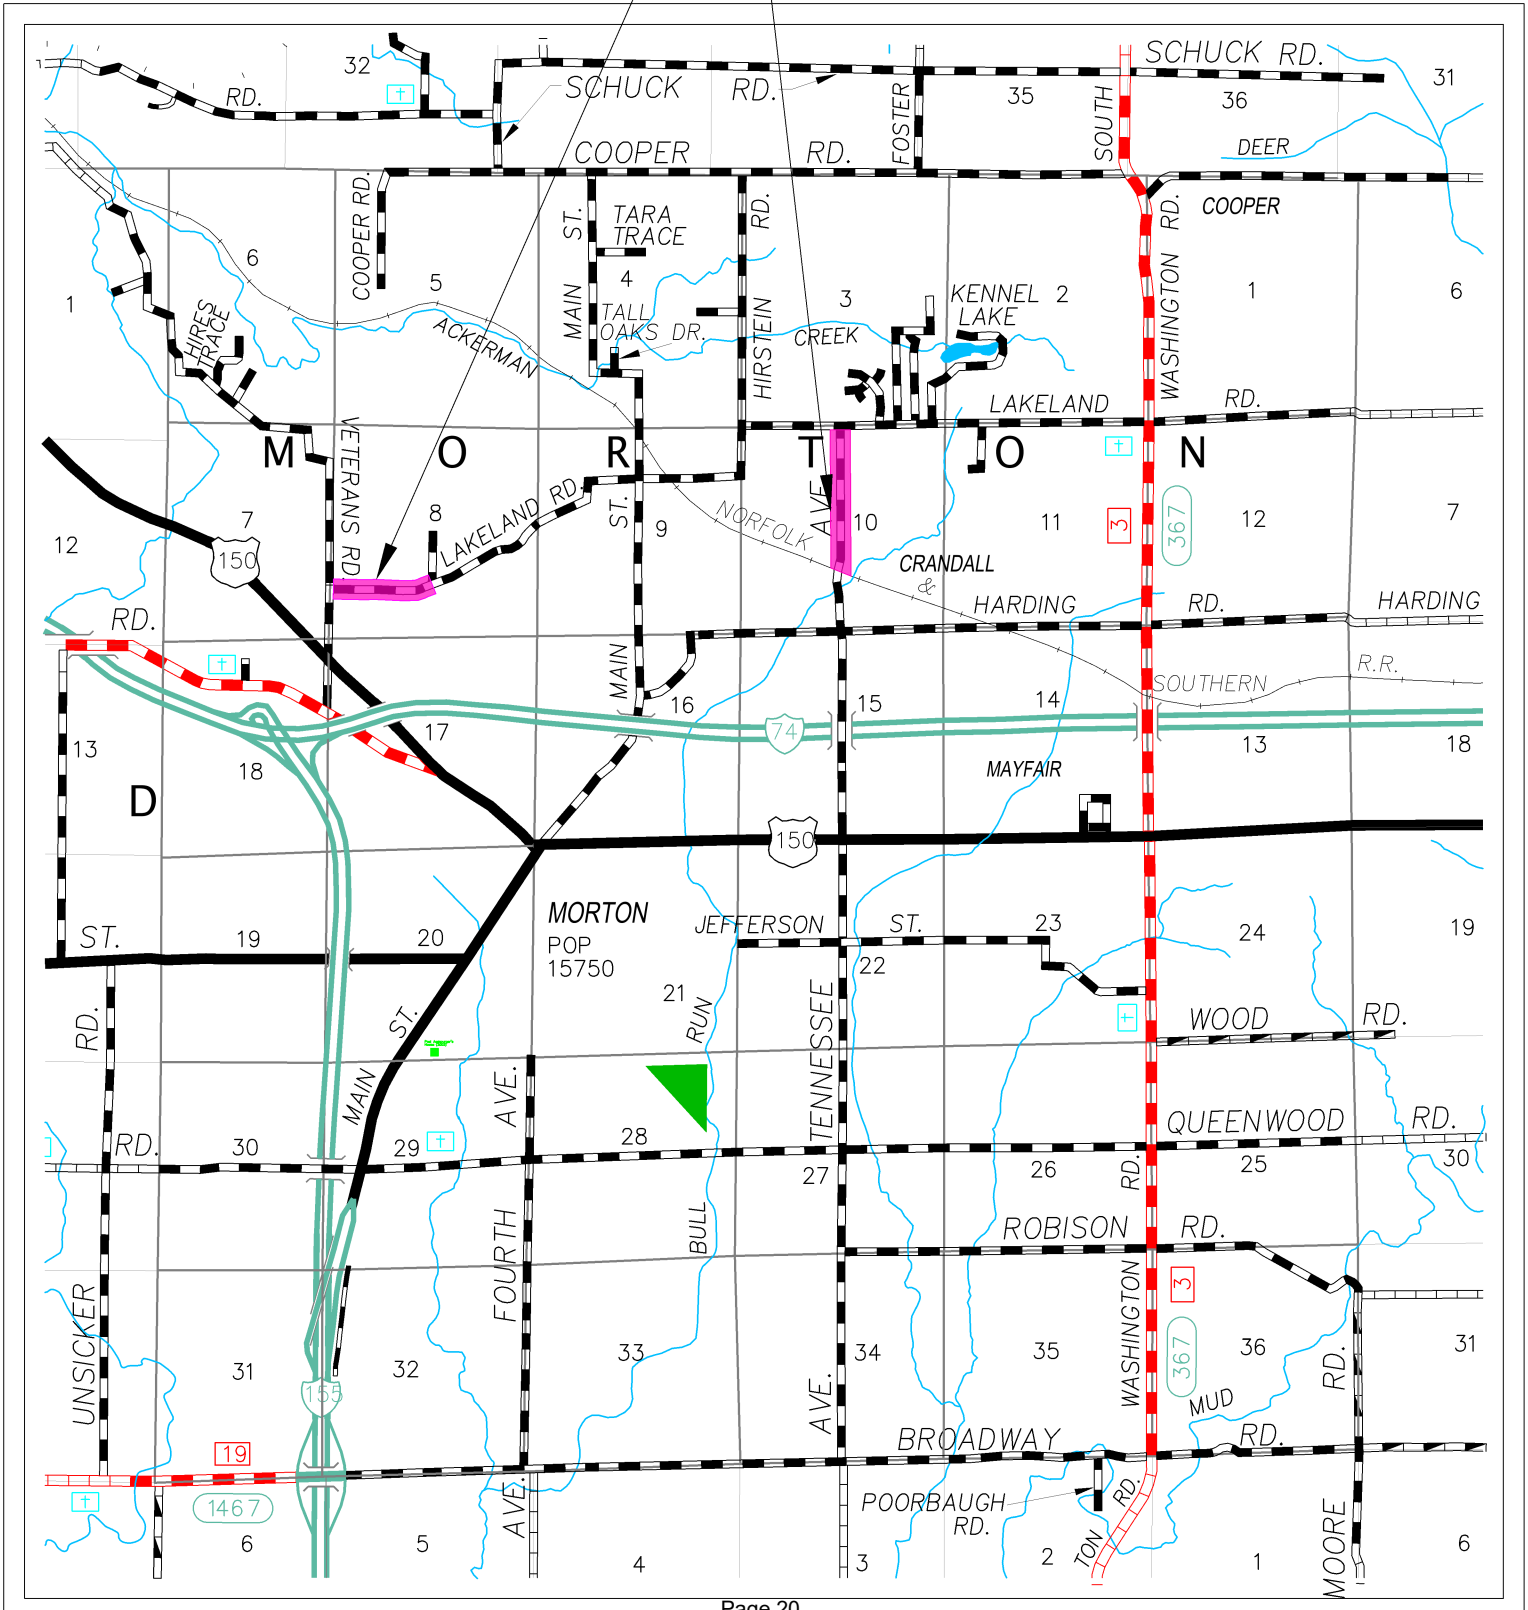 SCHUCK RD.
32
31
RD.
SCHUCK RD.
35
36
FOSTER
SOUTH
DEER
COOPER RD.
COOPER RD.
MAIN ST.
TARA
TRACE
HIRSTEIN RD.
WASHINGTON RD.
COOPER
6
5
4
3
KENNEL
LAKE
2
1
6
1
HIRES
TRACE
ACKERMAN
TALL
OAKS DR.
CREEK
LAKELAND RD.
M O R T O N
VETERANS RD.
7
8
LAKELAND RD.
ST.
9
AVE
10
11
3
367
12
7
12
150
NORFOLK
&
CRANDALL
HARDING RD.
HARDING
RD.
MAIN
16
15
14
SOUTHERN
R.R.
13
17
74
13
18
18
MAYFAIR
D
150
MORTON
POP
15750
JEFFERSON ST.
23
24
19
ST.
19
20
22
21
RUN
TENNESSEE
RD.
MAIN ST.
WOOD RD.
AVE.
QUEENWOOD RD.
RD.
30
29
28
27
26
RD.
25
30
FOURTH
BULL
ROBISON RD.
UNSICKER
WASHINGTON
3
367
31
32
33
34
35
36
RD.
31
155
AVE.
MUD
19
BROADWAY RD.
1467
AVE.
POORBAUGH
RD.
TON RD.
MOORE
6
5
4
3
2
1
6
Page 20